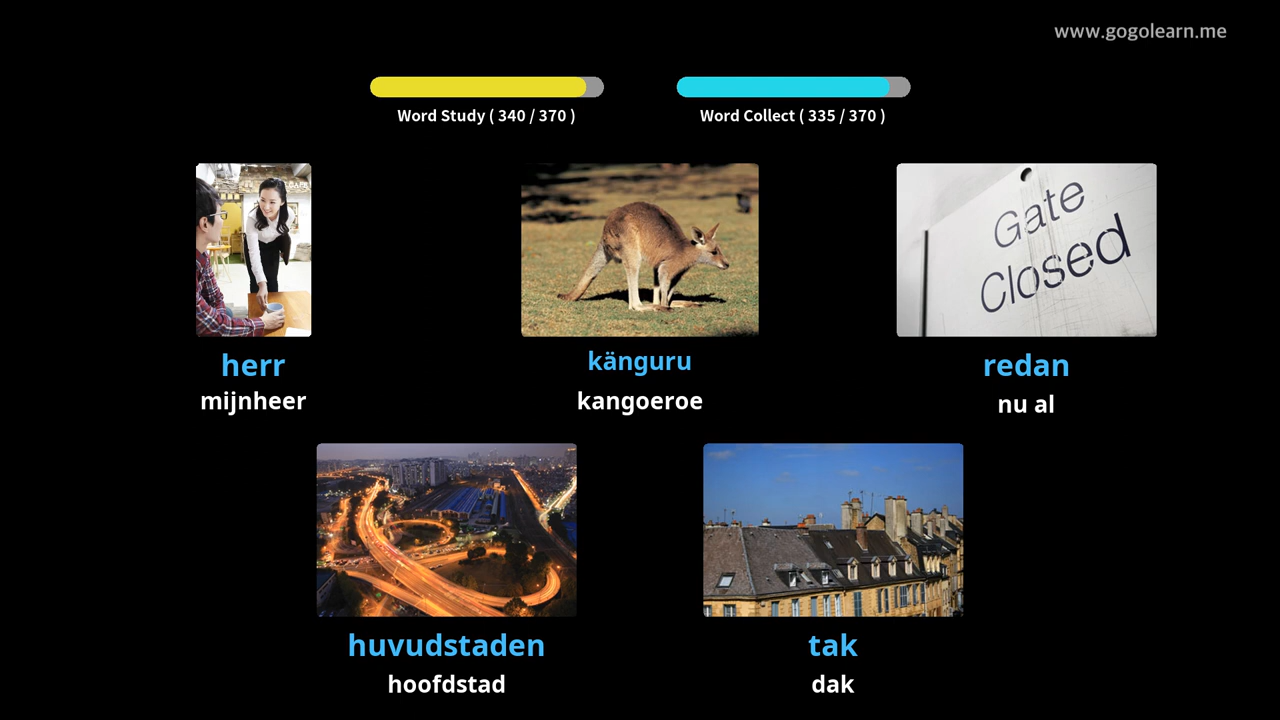 www.gogolearn.me
Word Study ( 340 / 370 )
Word Collect ( 335 / 370 )
Gate
Closed
herr
mijnheer
känguru
kangoeroe
redan
nu al
huvudstaden
hoofdstad
tak
dak